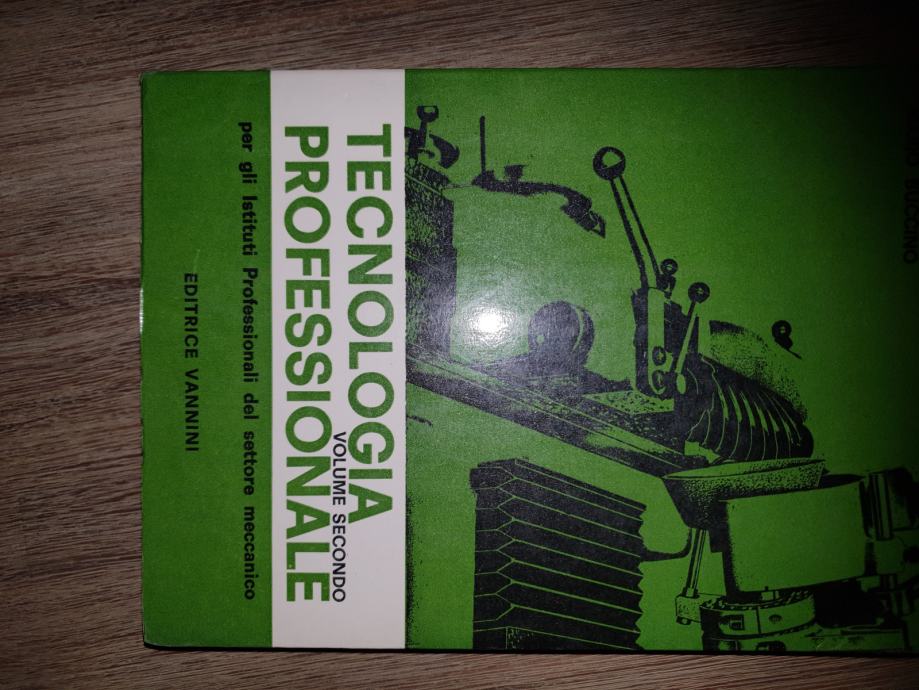 TECNOLOGIA
VOLUME SECONDO
PROFESSIONALE
per gli Istituti Professionali del settore meccanico
EDITRICE VANNINI